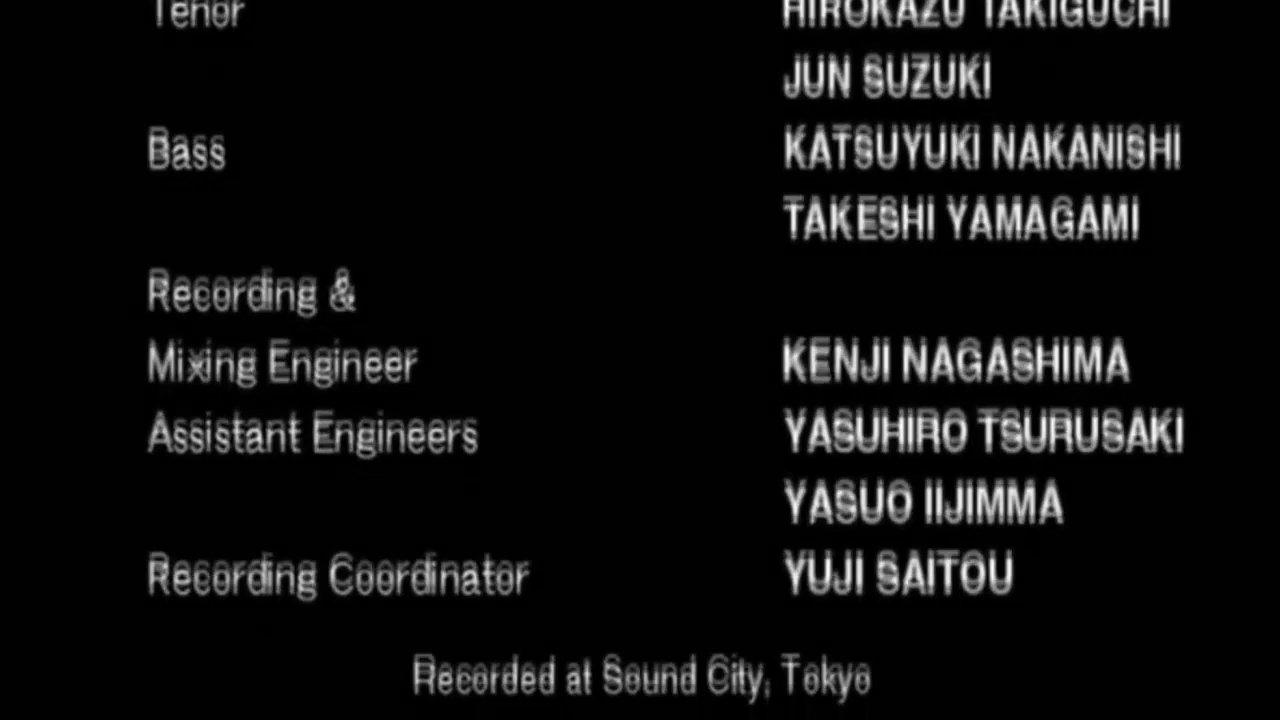 Tenor HIROKAZU TAKIGUCHI
JUN SUZUKI
Bass KATSUYUKI NAKANISHI
TAKESHI YAMAGAMI
Recording &
Mixing Engineer KENJI NAGASHIMA
Assistant Engineers YASUHIRO TSURUSAKI
YASUO IIJIMMA
Recording Coordinator YUJI SAITOU
Recorded at Sound City, Tokyo